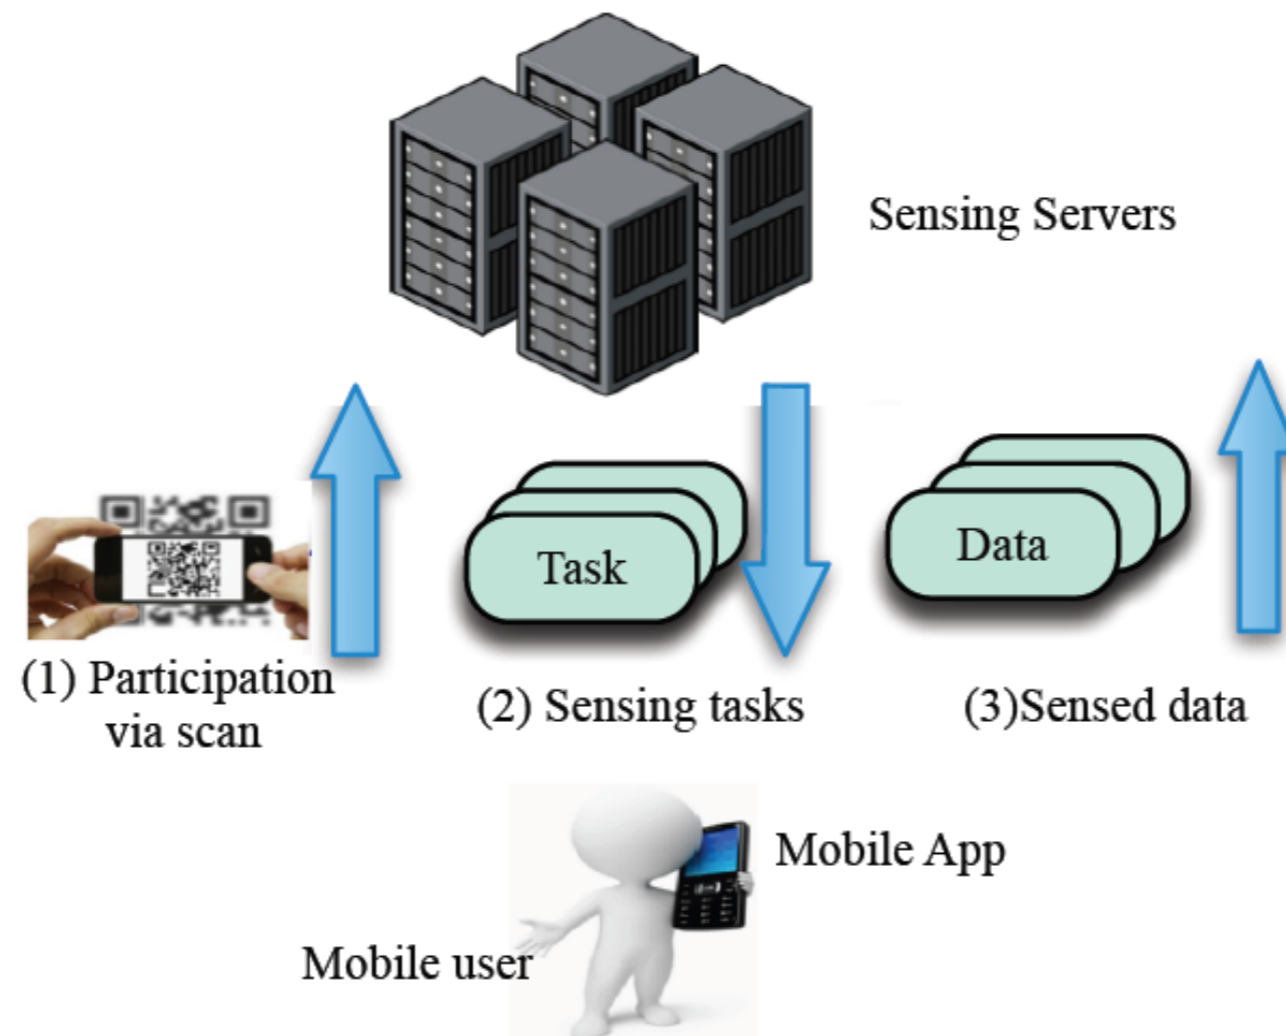 Sensing Servers
Task
Data
(1) Participation
via scan
(2) Sensing tasks
(3)Sensed data
Mobile App
Mobile user